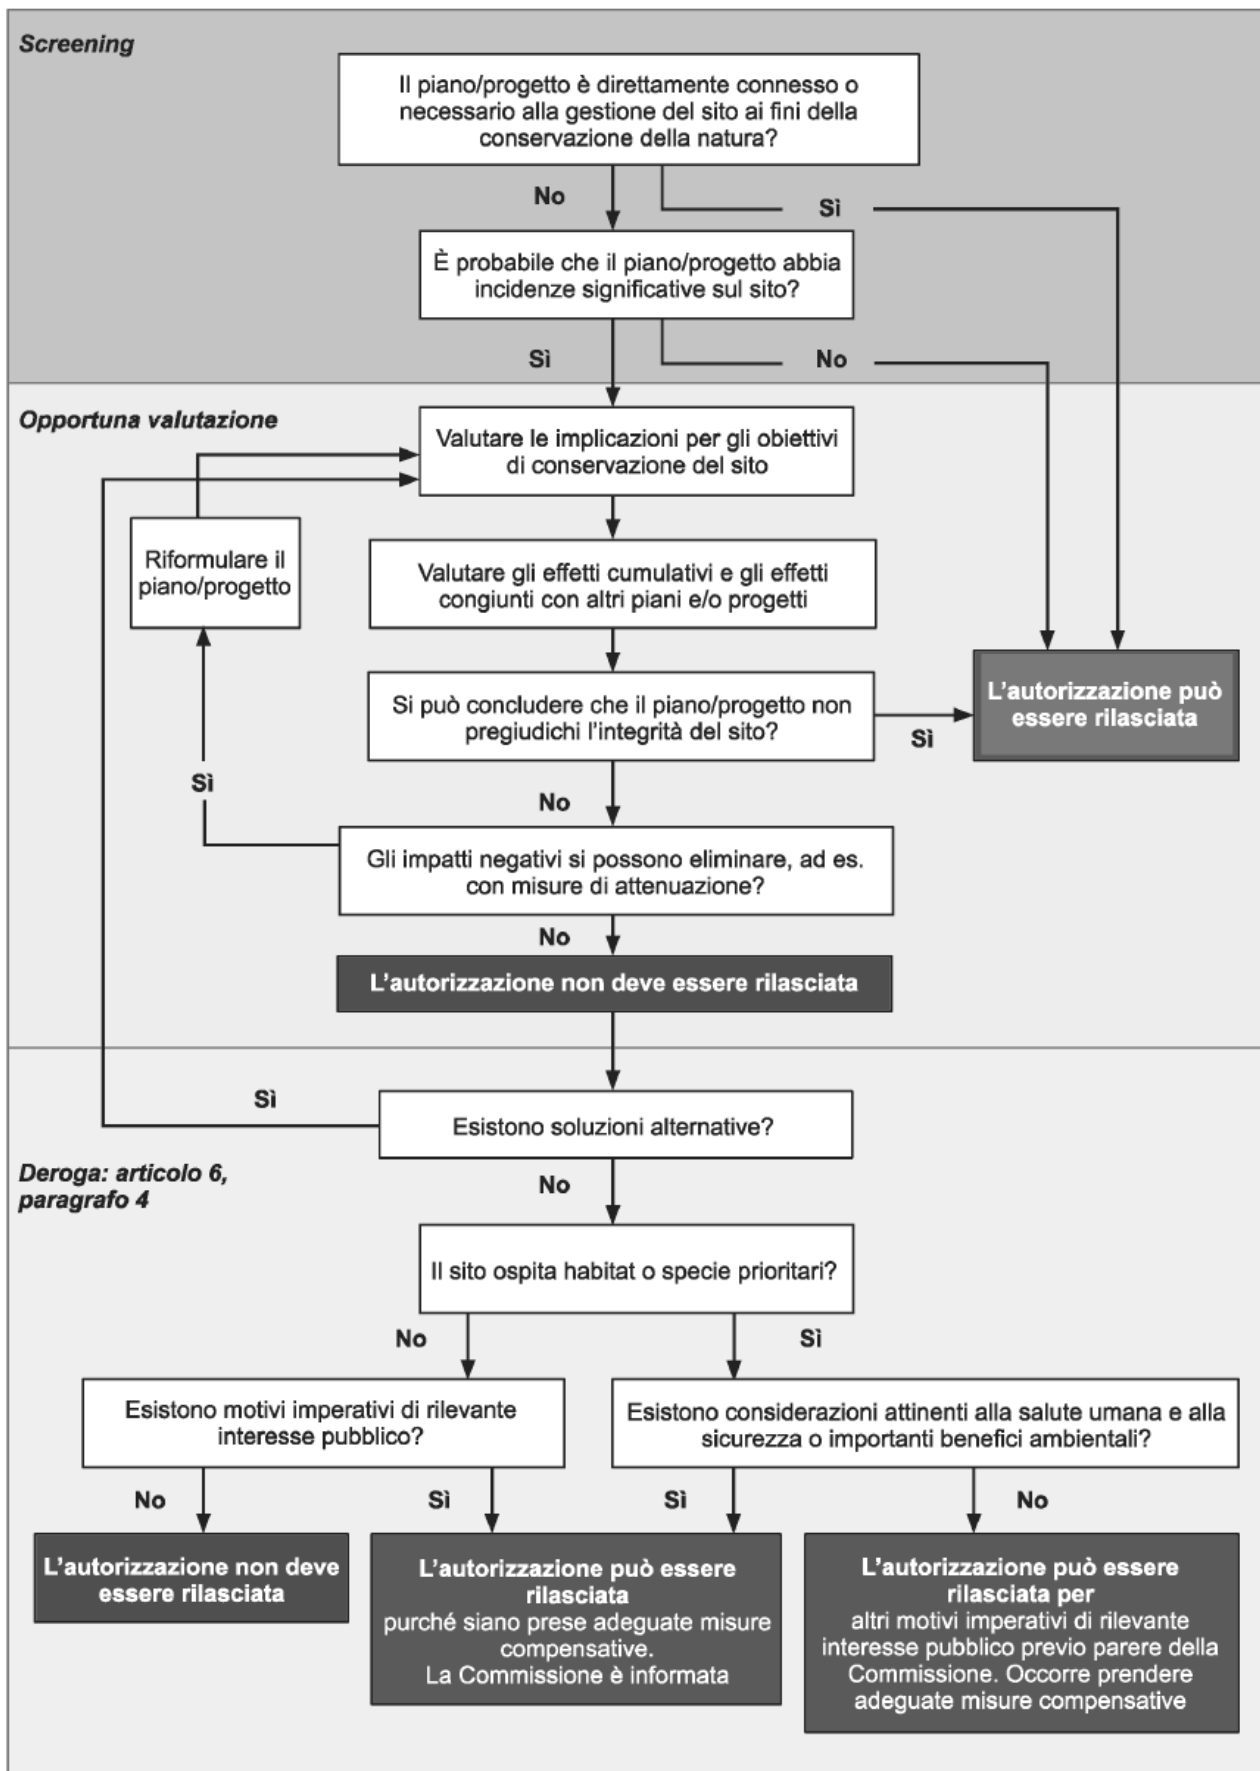 Screening
Il piano/progetto è direttamente connesso o
necessario alla gestione del sito ai fini della
conservazione della natura?
No
Sì
È probabile che il piano/progetto abbia
incidenze significative sul sito?
Sì
No
Opportuna valutazione
Valutare le implicazioni per gli obiettivi
di conservazione del sito
Riformulare il
piano/progetto
Valutare gli effetti cumulativi e gli effetti
congiunti con altri piani e/o progetti
Si può concludere che il piano/progetto non
pregiudichi l'integrità del sito?
Sì
L'autorizzazione può
essere rilasciata
Sì
No
Gli impatti negativi si possono eliminare, ad es.
con misure di attenuazione?
No
L'autorizzazione non deve essere rilasciata
Sì
Esistono soluzioni alternative?
Deroga: articolo 6,
paragrafo 4
No
Il sito ospita habitat o specie prioritari?
No
Sì
Esistono motivi imperativi di rilevante
interesse pubblico?
Esistono considerazioni attinenti alla salute umana e alla
sicurezza o importanti benefici ambientali?
No
Sì
Sì
No
L'autorizzazione non deve
essere rilasciata
L'autorizzazione può essere
rilasciata
purché siano prese adeguate misure
compensative.
La Commissione è informata
L'autorizzazione può essere
rilasciata per
altri motivi imperativi di rilevante
interesse pubblico previo parere della
Commissione. Occorre prendere
adeguate misure compensative